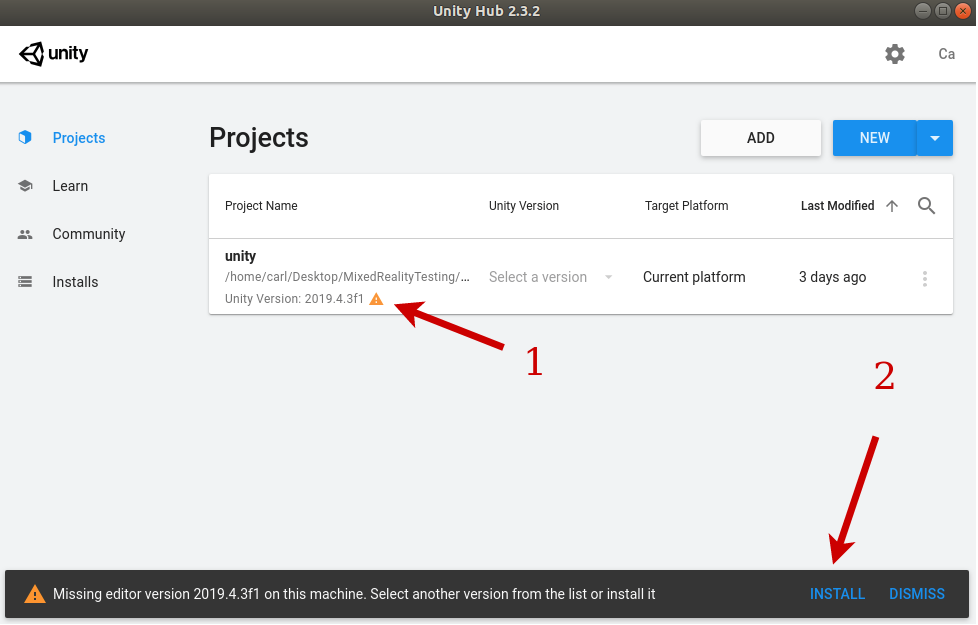 Unity Hub 2.3.2
unity
Ca
Projects
Learn
Community
Installs
Projects
ADD
NEW
Project Name Unity Version Target Platform Last Modified
unity
/home/carl/Desktop/MixedRealityTesting/... Select a version Current platform 3 days ago
Unity Version: 2019.4.3f1
1
2
Missing editor version 2019.4.3f1 on this machine. Select another version from the list or install it INSTALL DISMISS